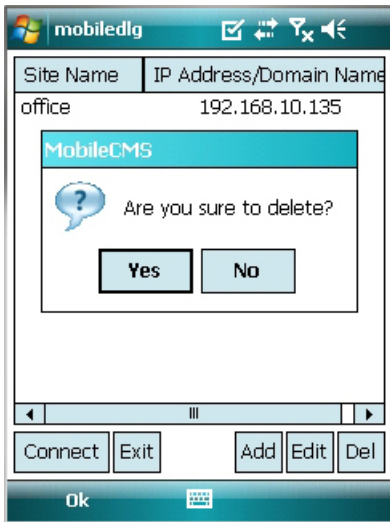 mobiledlg
Site Name IP Address/Domain Name
office 192.168.10.135
MobileCMS
Are you sure to delete?
Yes No
Connect Exit Add Edit Del
Ok